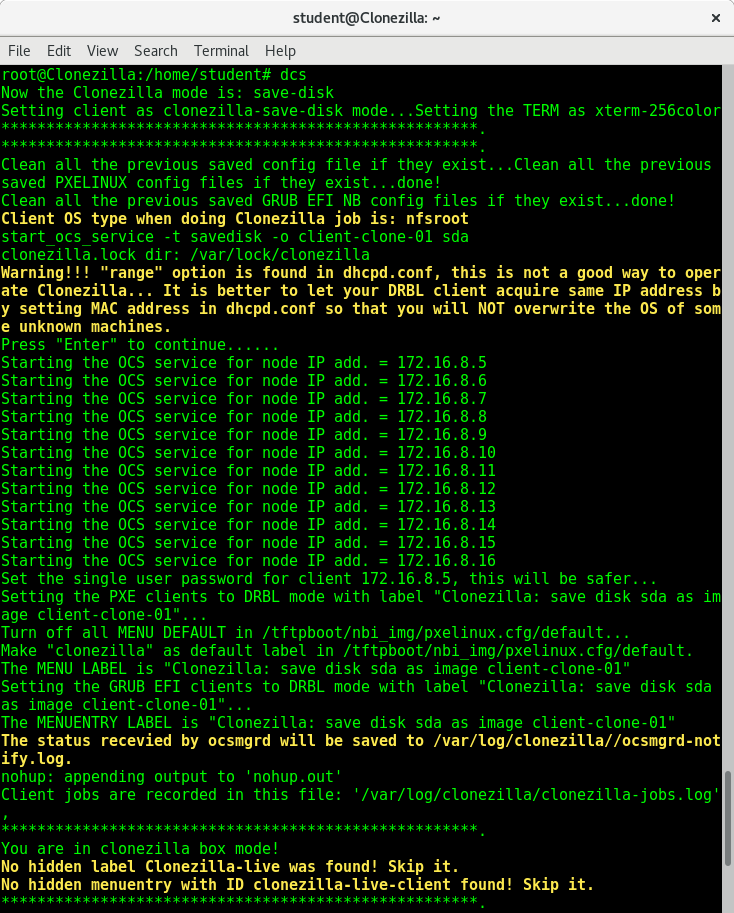 student@Clonezilla: ~
File Edit View Search Terminal Help
root@Clonezilla:/home/student# dcs
Now the Clonezilla mode is: save-disk
Setting client as clonezilla-save-disk mode...Setting the TERM as xterm-256color
*****************************************************.
*****************************************************.
Clean all the previous saved config file if they exist...Clean all the previous
saved PXELINUX config files if they exist...done!
Clean all the previous saved GRUB EFI NB config files if they exist...done!
Client OS type when doing Clonezilla job is: nfsroot
start_ocs_service -t savedisk -o client-clone-01 sda
clonezilla.lock dir: /var/lock/clonezilla
Warning!!! "range" option is found in dhcpd.conf, this is not a good way to oper
ate Clonezilla... It is better to let your DRBL client acquire same IP address b
y setting MAC address in dhcpd.conf so that you will NOT overwrite the OS of som
e unknown machines.
Press "Enter" to continue......
Starting the OCS service for node IP add. = 172.16.8.5
Starting the OCS service for node IP add. = 172.16.8.6
Starting the OCS service for node IP add. = 172.16.8.7
Starting the OCS service for node IP add. = 172.16.8.8
Starting the OCS service for node IP add. = 172.16.8.9
Starting the OCS service for node IP add. = 172.16.8.10
Starting the OCS service for node IP add. = 172.16.8.11
Starting the OCS service for node IP add. = 172.16.8.12
Starting the OCS service for node IP add. = 172.16.8.13
Starting the OCS service for node IP add. = 172.16.8.14
Starting the OCS service for node IP add. = 172.16.8.15
Starting the OCS service for node IP add. = 172.16.8.16
Set the single user password for client 172.16.8.5, this will be safer...
Setting the PXE clients to DRBL mode with label "Clonezilla: save disk sda as im
age client-clone-01"...
Turn off all MENU DEFAULT in /tftpboot/nbi_img/pxelinux.cfg/default...
Make "clonezilla" as default label in /tftpboot/nbi_img/pxelinux.cfg/default.
The MENU LABEL is "Clonezilla: save disk sda as image client-clone-01"
Setting the GRUB EFI clients to DRBL mode with label "Clonezilla: save disk sda
as image client-clone-01"...
The MENUENTRY LABEL is "Clonezilla: save disk sda as image client-clone-01"
The status recevied by ocsmgrd will be saved to /var/log/clonezilla//ocsmgrd-not
ify.log.
nohup: appending output to 'nohup.out'
Client jobs are recorded in this file: '/var/log/clonezilla/clonezilla-jobs.log'
,
*****************************************************.
You are in clonezilla box mode!
No hidden label Clonezilla-live was found! Skip it.
No hidden menuentry with ID clonezilla-live-client found! Skip it.
*****************************************************.